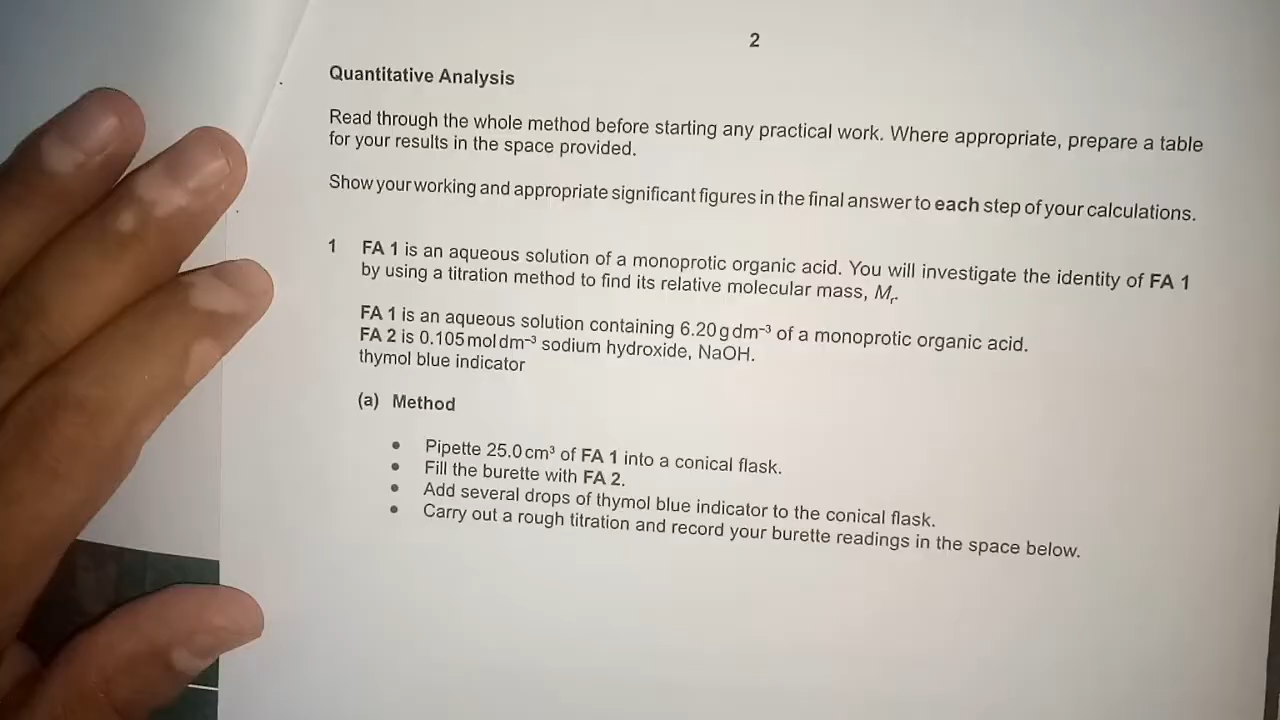 2
Quantitative Analysis
Read through the whole method before starting any practical work. Where appropriate, prepare a table
for your results in the space provided.
Show your working and appropriate significant figures in the final answer to each step of your calculations.
1 FA 1 is an aqueous solution of a monoprotic organic acid. You will investigate the identity of FA 1
by using a titration method to find its relative molecular mass, Mᵣ.
FA 1 is an aqueous solution containing 6.20 g dm⁻³ of a monoprotic organic acid.
FA 2 is 0.105 mol dm⁻³ sodium hydroxide, NaOH.
thymol blue indicator
(a) Method
• Pipette 25.0 cm³ of FA 1 into a conical flask.
• Fill the burette with FA 2.
• Add several drops of thymol blue indicator to the conical flask.
• Carry out a rough titration and record your burette readings in the space below.